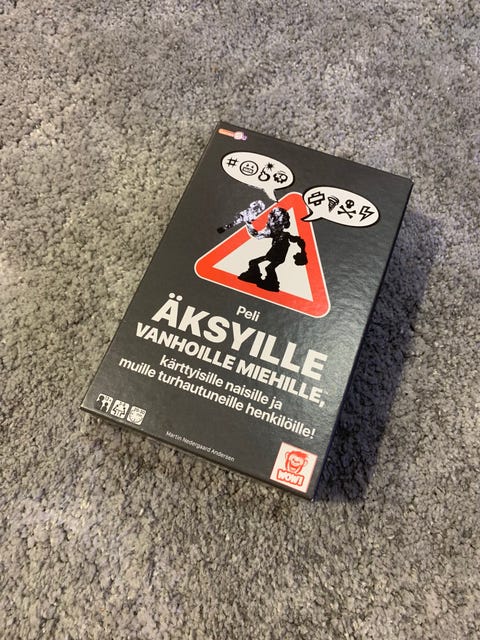 Peli
ÄKSYILLE
VANHOILLE MIEHILLE,
kärttyisille naisille ja
muille turhautuneille henkilöille!
Martin Nedergaard Andersen
WOW!